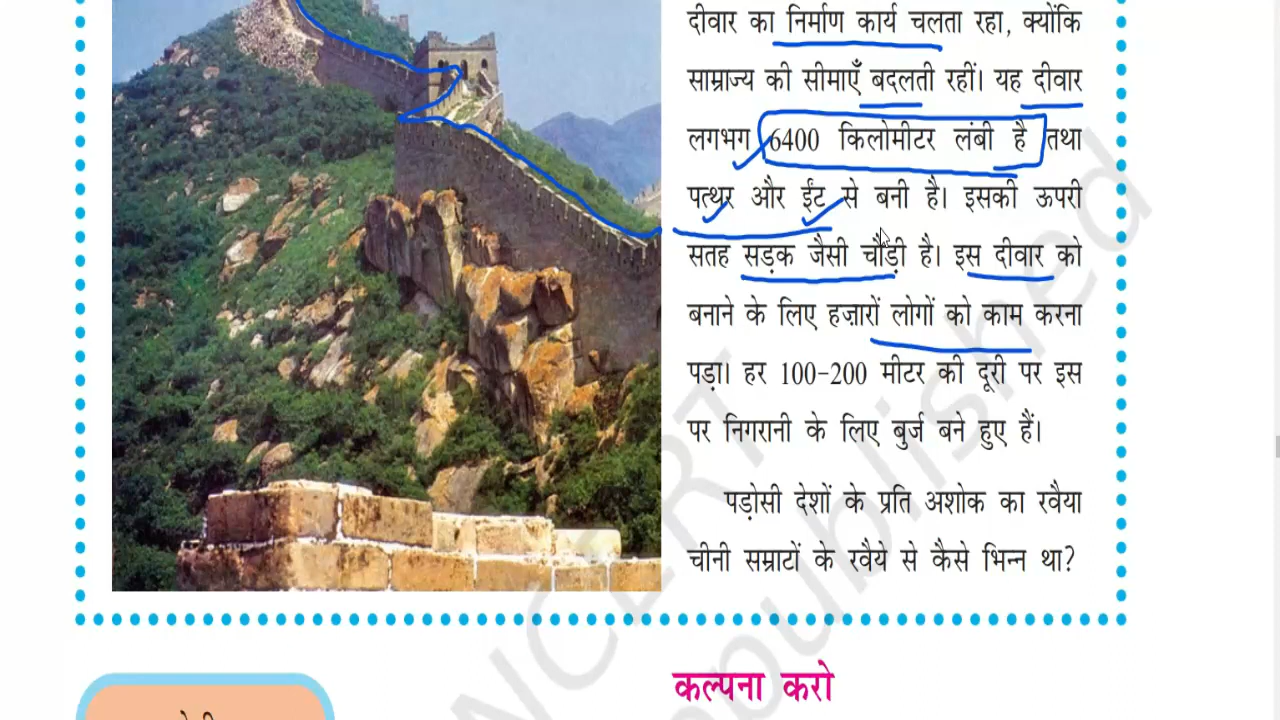 दीवार का निर्माण कार्य चलता रहा, क्योंकि
साम्राज्य की सीमाएँ बदलती रहीं। यह दीवार
लगभग 6400 किलोमीटर लंबी है तथा
पत्थर और ईंट से बनी है। इसकी ऊपरी
सतह सड़क जैसी चौड़ी है। इस दीवार को
बनाने के लिए हज़ारों लोगों को काम करना
पड़ा। हर 100-200 मीटर की दूरी पर इस
पर निगरानी के लिए बुर्ज बने हुए हैं।
पड़ोसी देशों के प्रति अशोक का रवैया
चीनी सम्राटों के रवैये से कैसे भिन्न था?
कल्पना करो
NCERT
republished